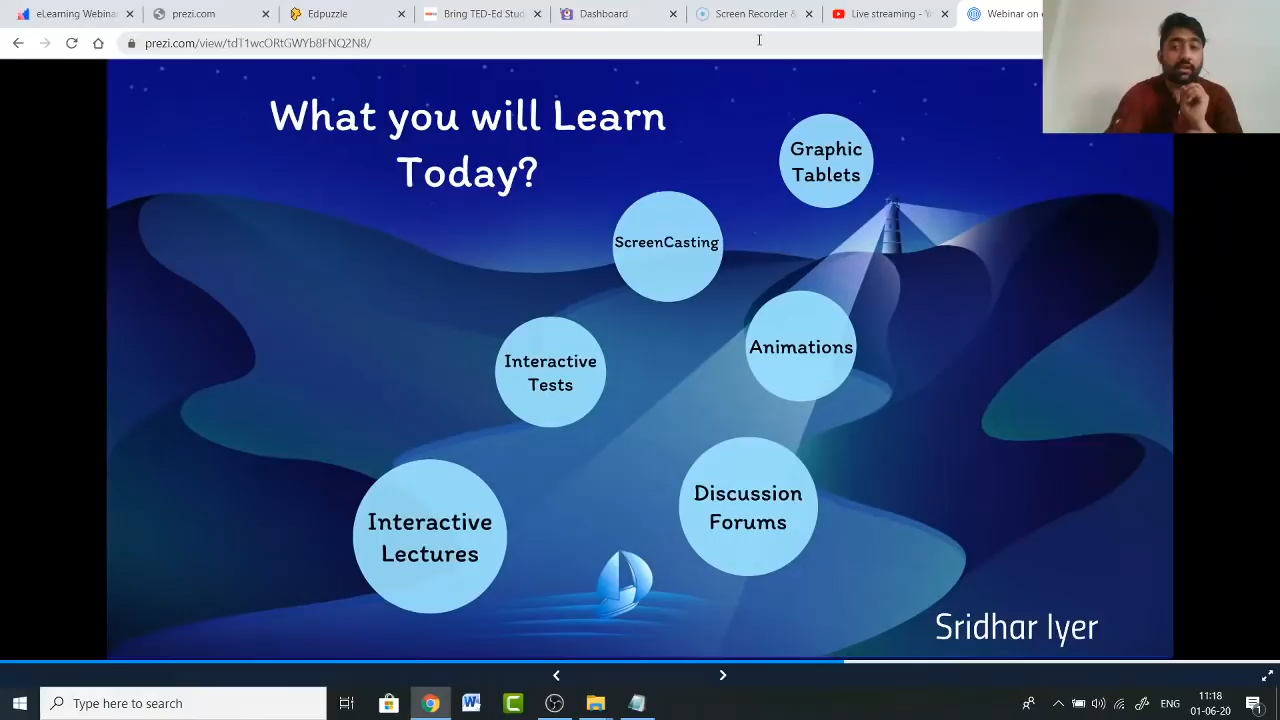 eLearning Webina
prezi.com
Edpuzzle
Bring TED-Ed Stud
Dashboard
Screen Recorder &
Live streaming - Y
Webinar on e
prezi.com/view/tdT1wcORtGWYb8FNQ2N8/
What you will Learn
Today?
Graphic
Tablets
ScreenCasting
Interactive
Tests
Animations
Interactive
Lectures
Discussion
Forums
Sridhar Iyer
Type here to search
ENG
11:18
01-06-20